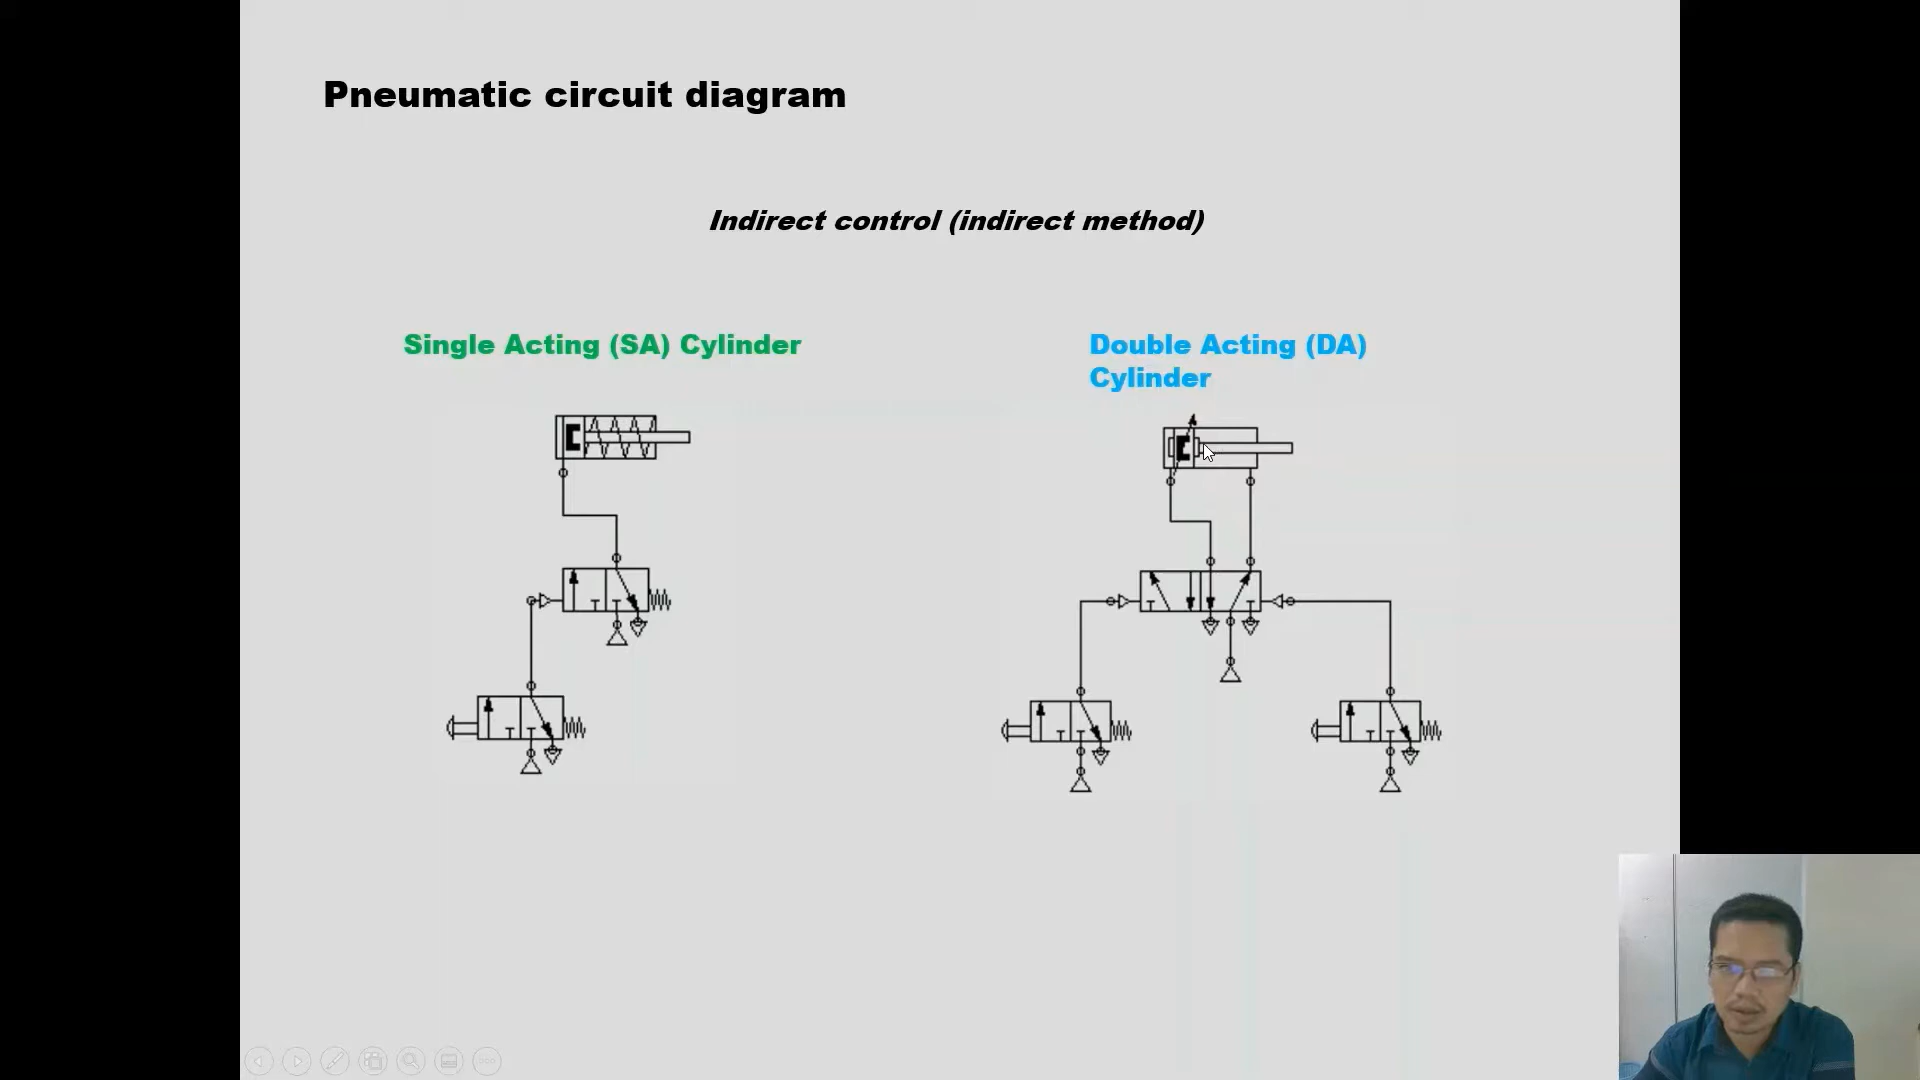 Pneumatic circuit diagram
Indirect control (indirect method)
Single Acting (SA) Cylinder
Double Acting (DA)
Cylinder